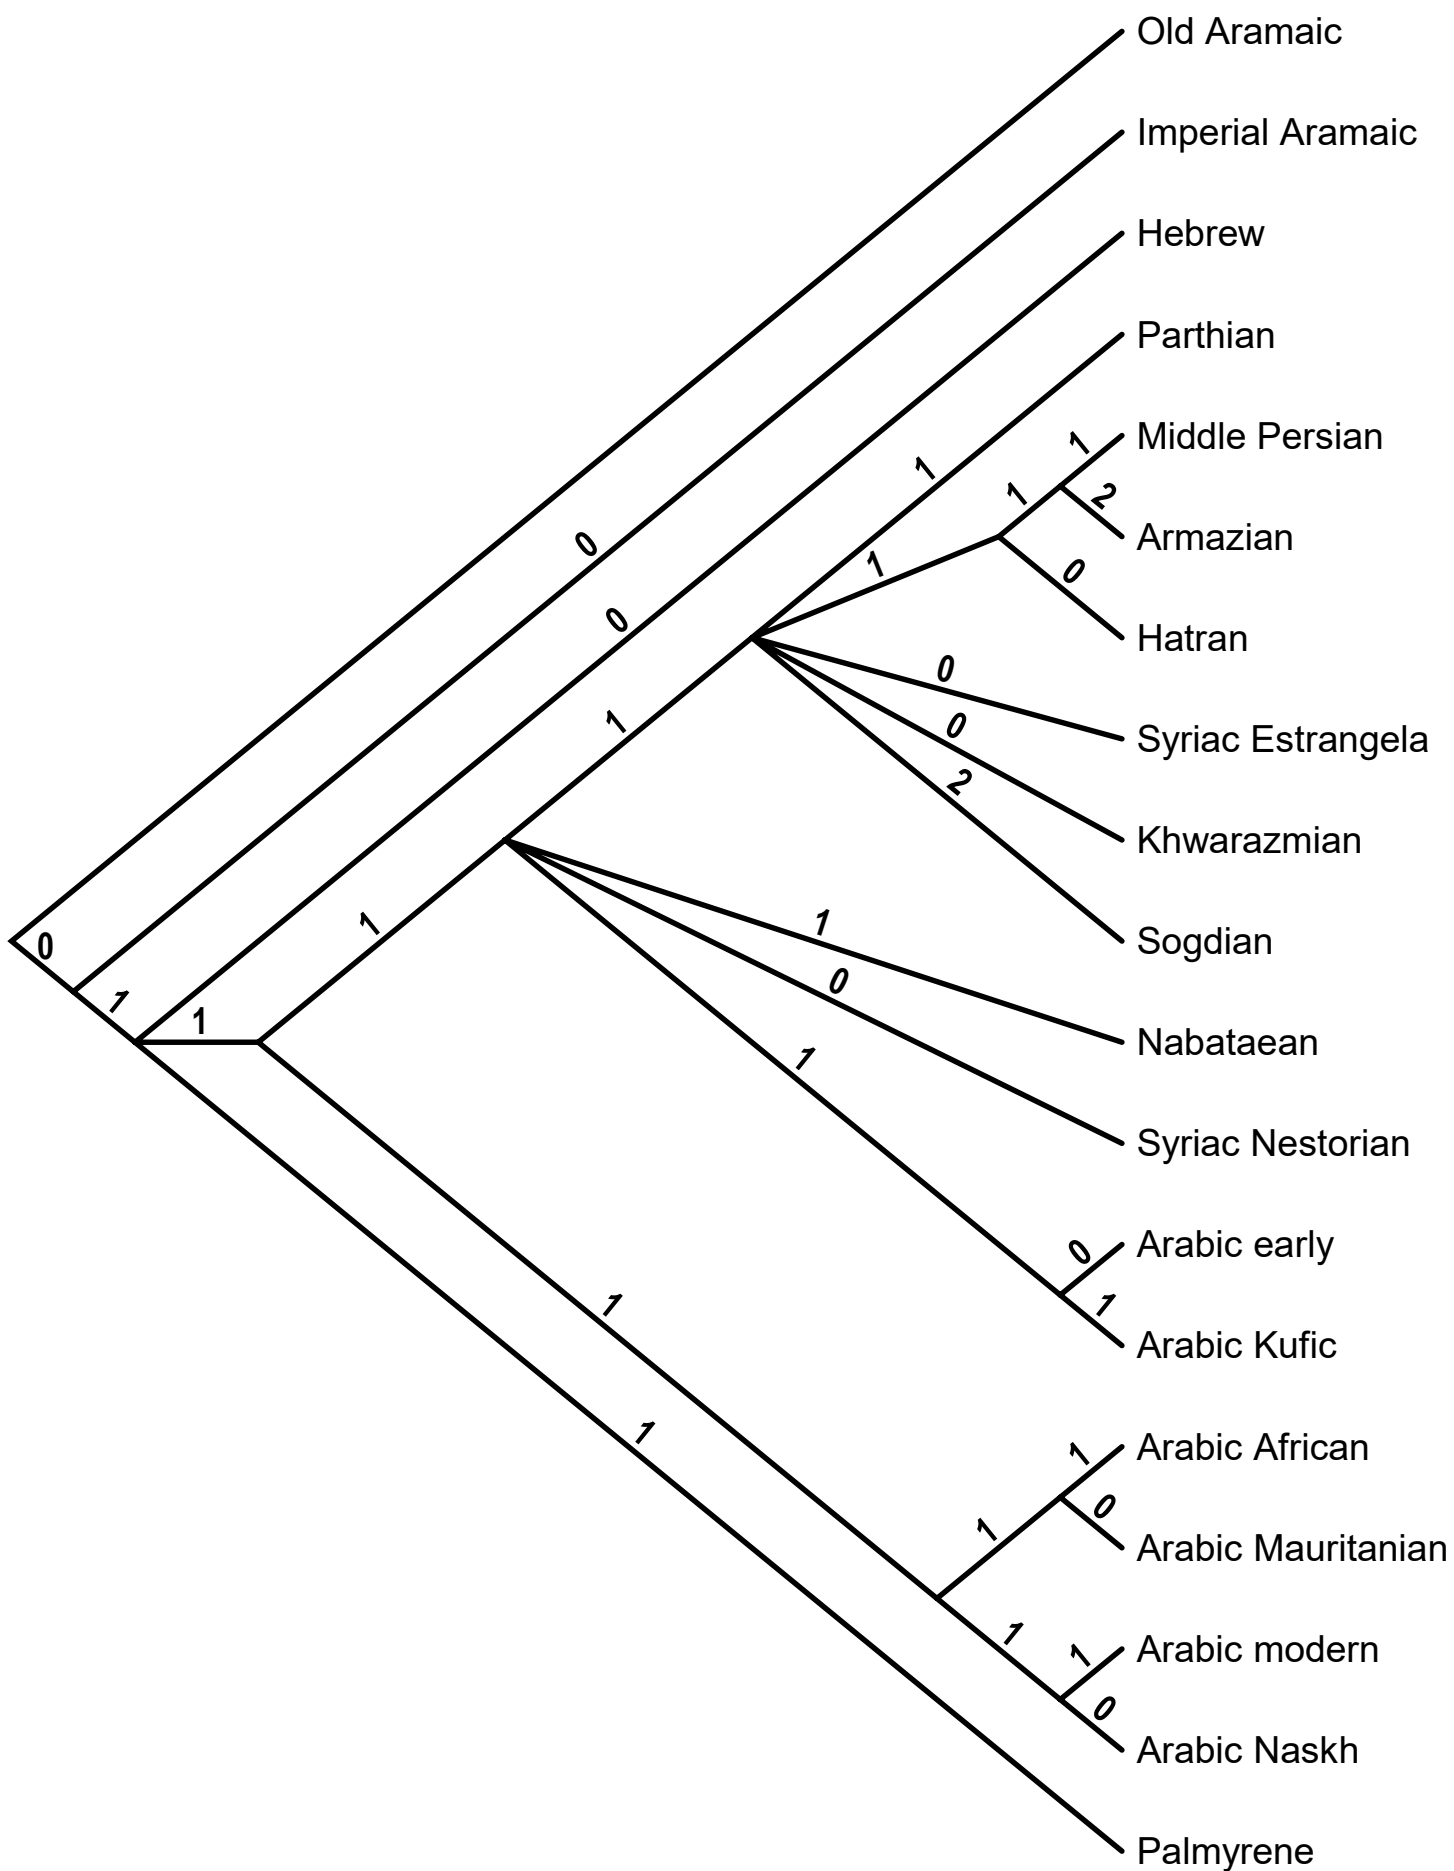 Old Aramaic
Imperial Aramaic
Hebrew
Parthian
1
Middle Persian
1
1
2
0
Armazian
1
0
0
Hatran
0
1
0
Syriac Estrangela
2
Khwarazmian
1
1
0
Sogdian
0
1
1
Nabataean
1
Syriac Nestorian
0
Arabic early
1
1
Arabic Kufic
1
1
Arabic African
0
1
Arabic Mauritanian
1
1
Arabic modern
0
Arabic Naskh
Palmyrene